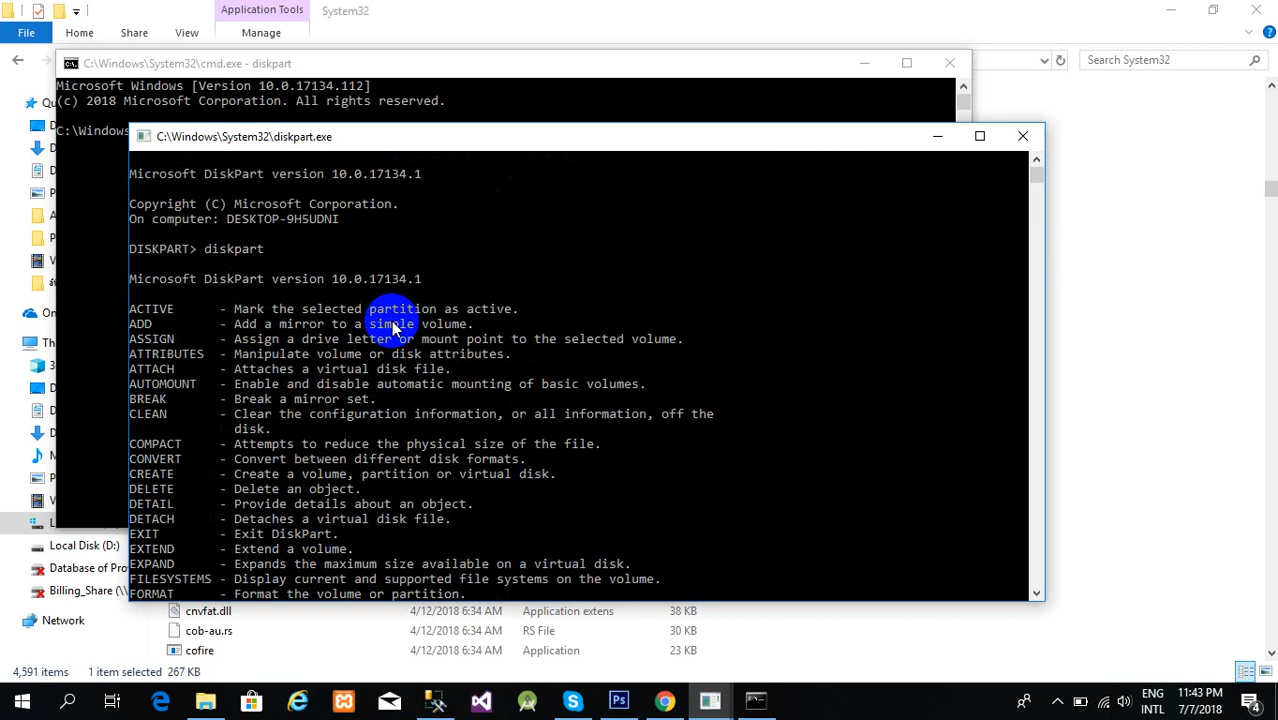 Application Tools
System32
File
Home
Share
View
Manage
Search System32
C:\Windows\System32\cmd.exe - diskpart
Microsoft Windows [Version 10.0.17134.112]
(c) 2018 Microsoft Corporation. All rights reserved.
C:\Windows
C:\Windows\System32\diskpart.exe
Microsoft DiskPart version 10.0.17134.1
Copyright (C) Microsoft Corporation.
On computer: DESKTOP-9H5UDNI
DISKPART> diskpart
Microsoft DiskPart version 10.0.17134.1
ACTIVE - Mark the selected partition as active.
ADD - Add a mirror to a simple volume.
ASSIGN - Assign a drive letter or mount point to the selected volume.
ATTRIBUTES - Manipulate volume or disk attributes.
ATTACH - Attaches a virtual disk file.
AUTOMOUNT - Enable and disable automatic mounting of basic volumes.
BREAK - Break a mirror set.
CLEAN - Clear the configuration information, or all information, off the
disk.
COMPACT - Attempts to reduce the physical size of the file.
CONVERT - Convert between different disk formats.
CREATE - Create a volume, partition or virtual disk.
DELETE - Delete an object.
DETAIL - Provide details about an object.
DETACH - Detaches a virtual disk file.
EXIT - Exit DiskPart.
EXTEND - Extend a volume.
EXPAND - Expands the maximum size available on a virtual disk.
FILESYSTEMS - Display current and supported file systems on the volume.
FORMAT - Format the volume or partition.
Local Disk (D:)
Database of Pro
Billing_Share (\\
Network
cnvfat.dll 4/12/2018 6:34 AM Application extens 38 KB
cob-au.rs 4/12/2018 6:34 AM RS File 30 KB
cofire 4/12/2018 6:34 AM Application 23 KB
4,591 items 1 item selected 267 KB
ENG
INTL
11:43 PM
7/7/2018
4